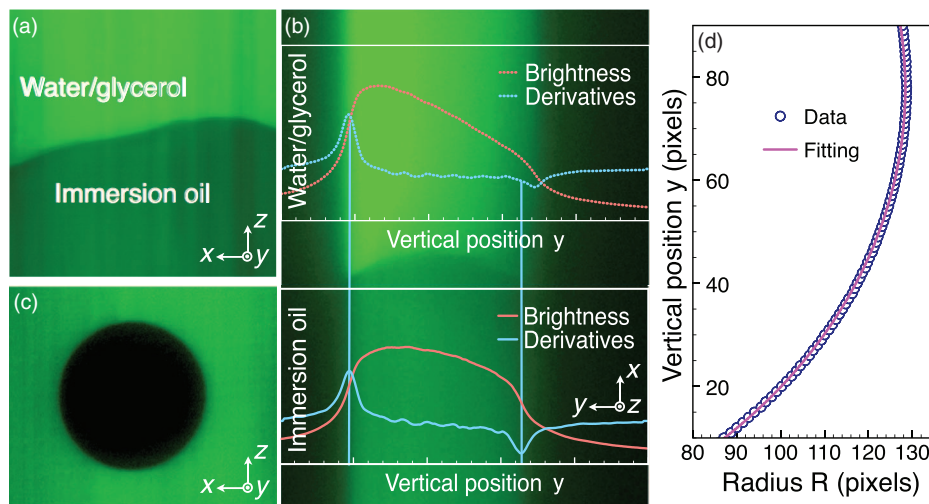 (a)
Water/glycerol
Immersion oil
z
x
y
(b)
Water/glycerol
Brightness
Derivatives
Vertical position y
Immersion oil
Brightness
Derivatives
x
y
z
Vertical position y
(c)
z
x
y
(d)
Data
Fitting
Vertical position y (pixels)
80
60
40
20
80 90 100 110 120 130
Radius R (pixels)